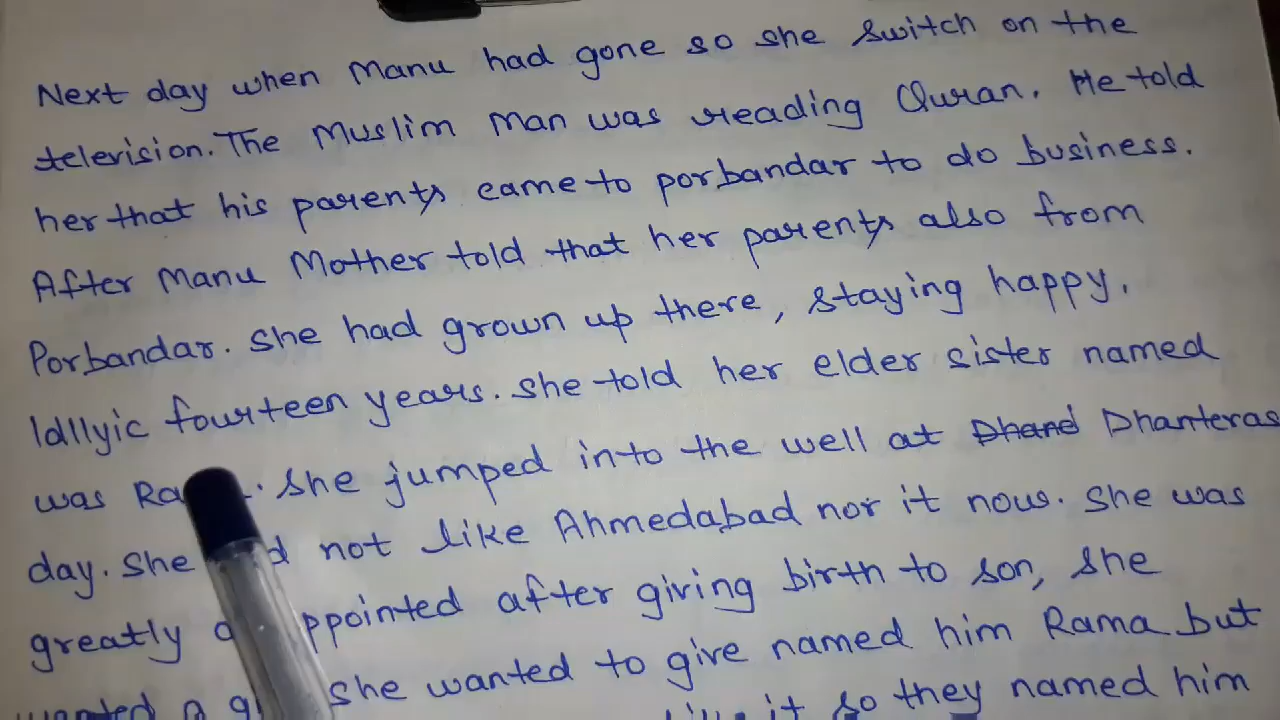 Next day when Manu had gone so she switch on the
television. The Muslim Man was reading Quran. He told
her that his parents came to porbandar to do business.
After Manu Mother told that her parents also from
Porbandar. She had grown up there, staying happy.
Idllyic fourteen years. She told her elder sister named
was She jumped into the well at Dhand Dhanteras
day. She not like Ahmedabad nor it now. She was
greatly after giving birth to son, she
wanted a she wanted to give named him Rama but
it so they named him